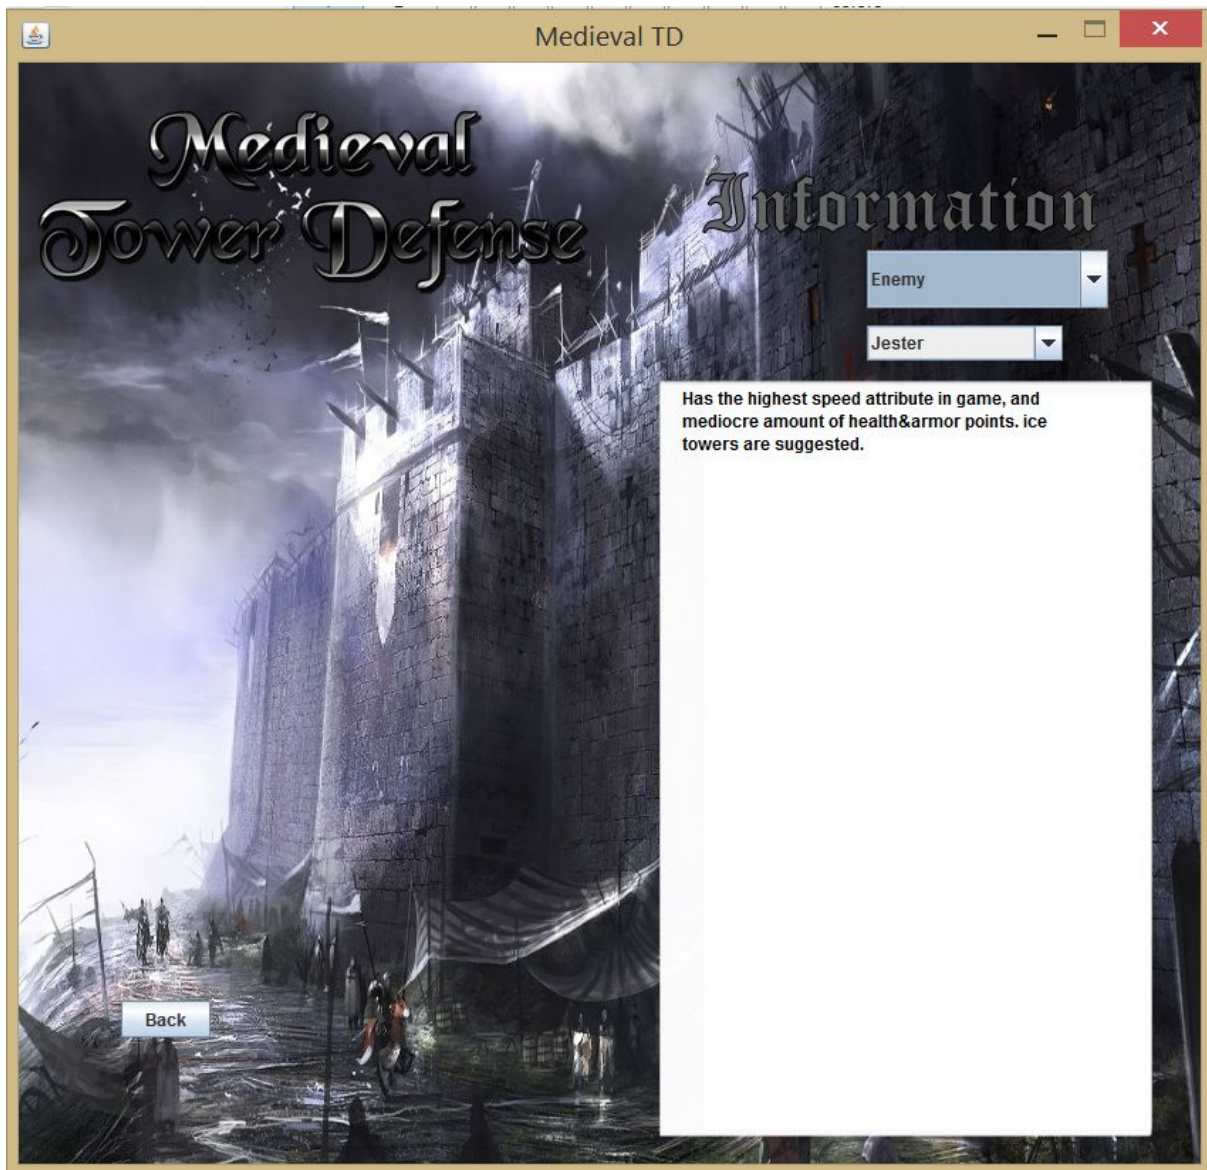 Medieval TD
Medieval
Tower Defense
Information
Enemy
Jester
Has the highest speed attribute in game, and
mediocre amount of health&armor points. ice
towers are suggested.
Back